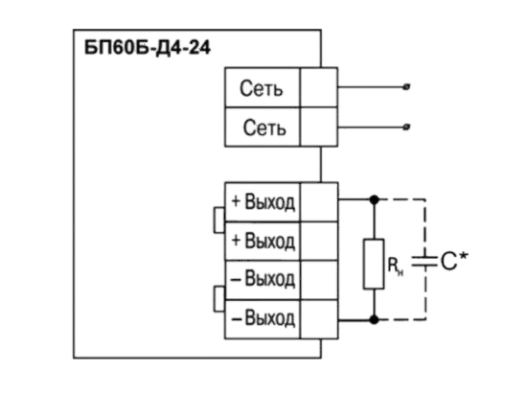 БП60Б-Д4-24
Сеть
Сеть
+ Выход
+ Выход
– Выход
– Выход
Rн
C*